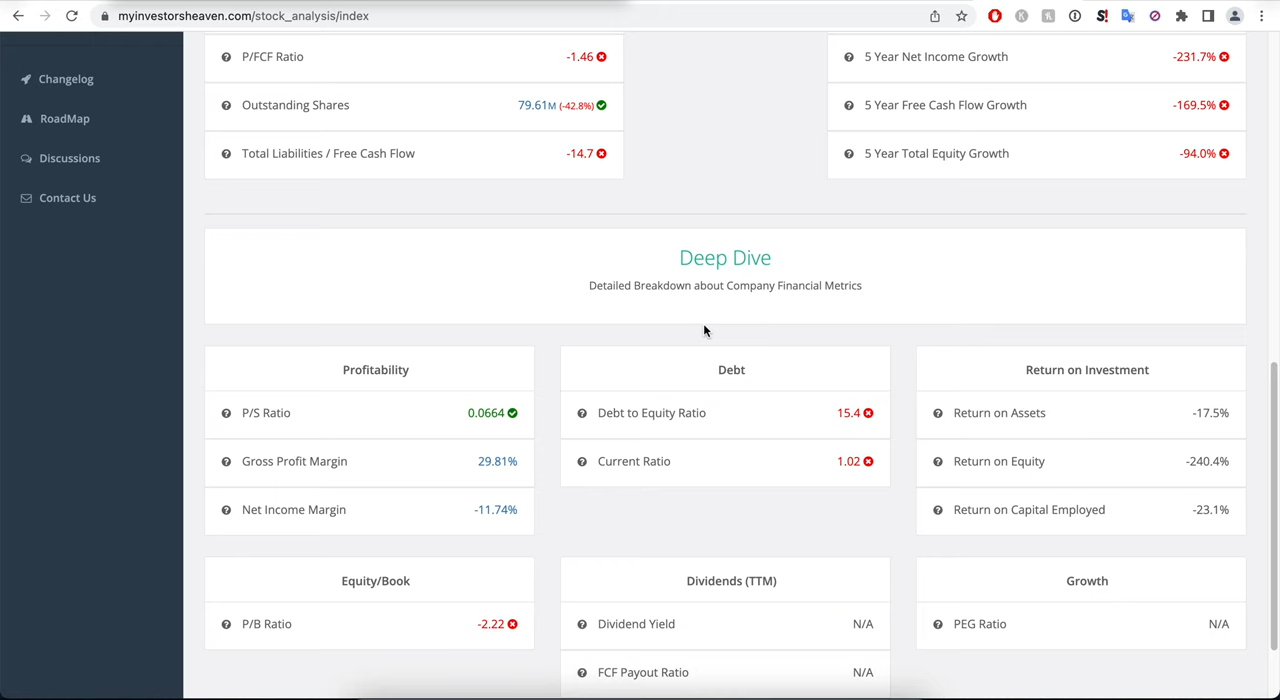 myinvestorsheaven.com/stock_analysis/index
Changelog
RoadMap
Discussions
Contact Us
P/FCF Ratio -1.46
Outstanding Shares 79.61M (-42.8%)
Total Liabilities / Free Cash Flow -14.7
5 Year Net Income Growth -231.7%
5 Year Free Cash Flow Growth -169.5%
5 Year Total Equity Growth -94.0%
Deep Dive
Detailed Breakdown about Company Financial Metrics
Profitability
P/S Ratio 0.0664
Gross Profit Margin 29.81%
Net Income Margin -11.74%
Debt
Debt to Equity Ratio 15.4
Current Ratio 1.02
Return on Investment
Return on Assets -17.5%
Return on Equity -240.4%
Return on Capital Employed -23.1%
Equity/Book
P/B Ratio -2.22
Dividends (TTM)
Dividend Yield N/A
FCF Payout Ratio N/A
Growth
PEG Ratio N/A